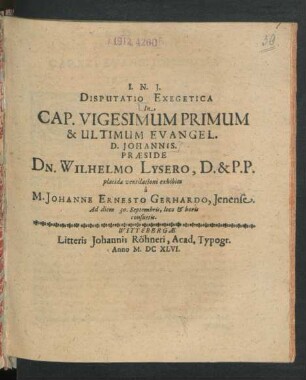 I. N. J.
DISPUTATIO EXEGETICA
In
CAP. VIGESIMUM PRIMUM
& ULTIMUM EVANGEL.
D. JOHANNIS.
PRÆSIDE
DN. WILHELMO LYSERO, D. & P.P.
placidæ ventilationi exhibita
à
M. JOHANNE ERNESTO GERHARDO, Jenense.
Ad diem 30. Septembris, loco & horis
consuetis.
WITTEBERGÆ
Litteris Johannis Röhneri, Acad. Typogr.
Anno M. DC XLVI.